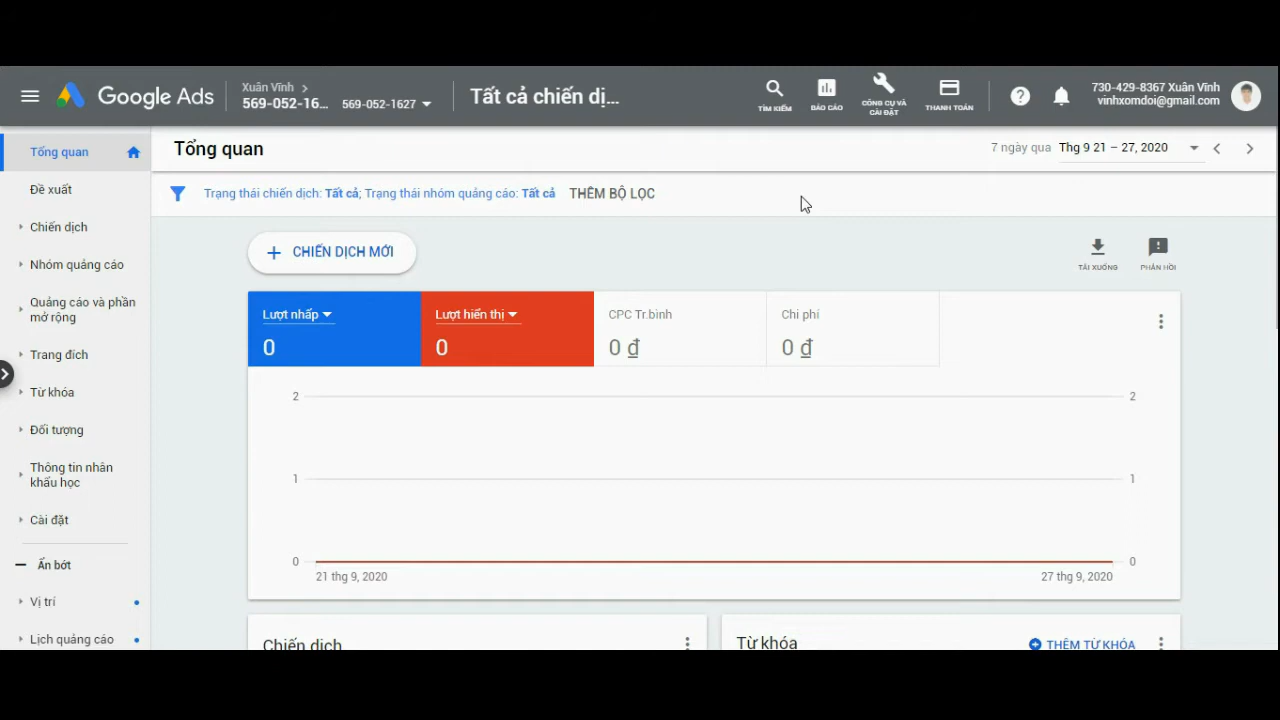 Google Ads
Xuân Vĩnh
569-052-16...
569-052-1627
Tất cả chiến dị...
TÌM KIẾM
BÁO CÁO
CÔNG CỤ VÀ
CÀI ĐẶT
THANH TOÁN
730-429-8367 Xuân Vĩnh
vinhxomdoi@gmail.com
Tổng quan
Đề xuất
Chiến dịch
Nhóm quảng cáo
Quảng cáo và phần
mở rộng
Trang đích
Từ khóa
Đối tượng
Thông tin nhân
khẩu học
Cài đặt
Ẩn bớt
Vị trí
Lịch quảng cáo
Tổng quan
7 ngày qua Thg 9 21 – 27, 2020
Trạng thái chiến dịch: Tất cả; Trạng thái nhóm quảng cáo: Tất cả THÊM BỘ LỌC
CHIẾN DỊCH MỚI
TẢI XUỐNG
PHẢN HỒI
Lượt nhấp
0
Lượt hiển thị
0
CPC Tr.bình
0 ₫
Chi phí
0 ₫
2
2
1
1
0
0
21 thg 9, 2020
27 thg 9, 2020
Chiến dịch
Từ khóa
THÊM TỪ KHÓA